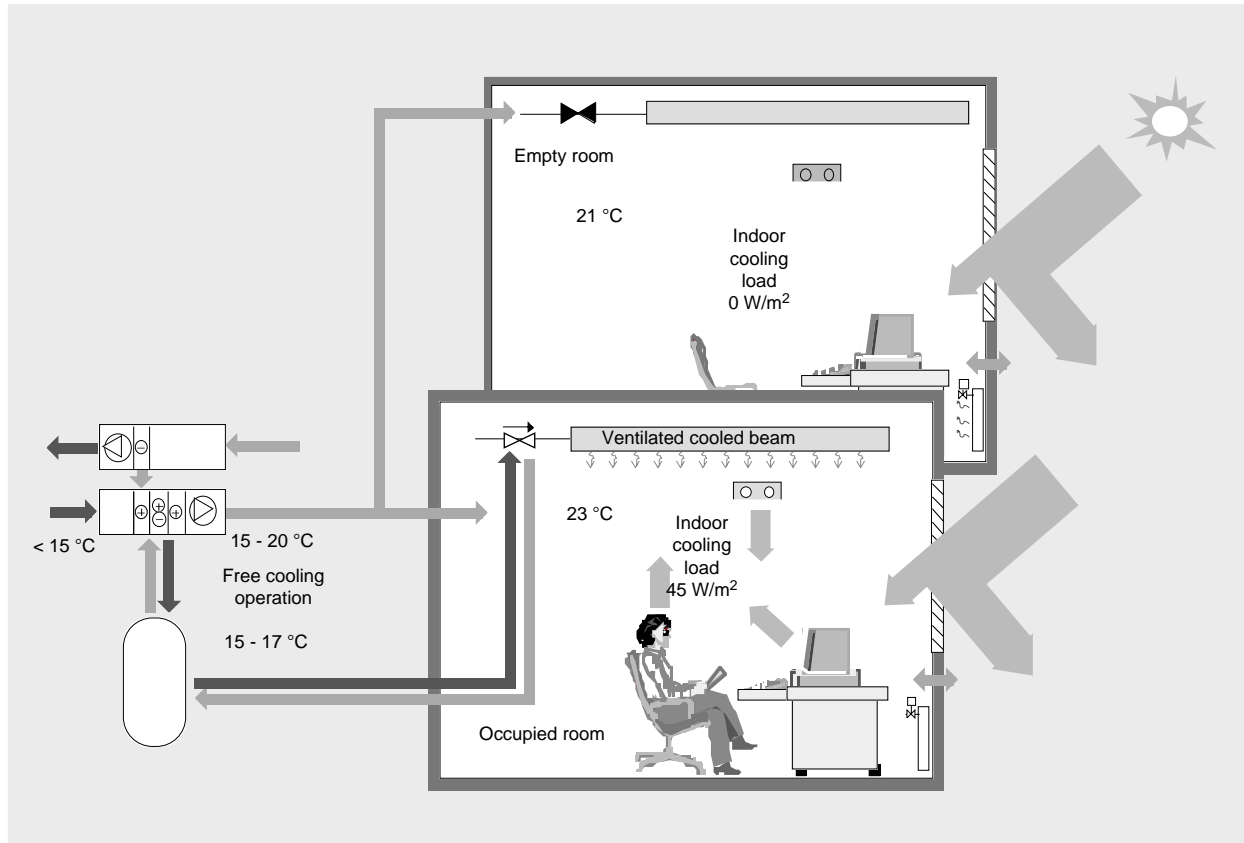 Empty room
21 °C
Indoor
cooling
load
0 W/m2
Ventilated cooled beam
23 °C
Indoor
cooling
load
45 W/m2
< 15 °C
15 - 20 °C
Free cooling
operation
15 - 17 °C
Occupied room